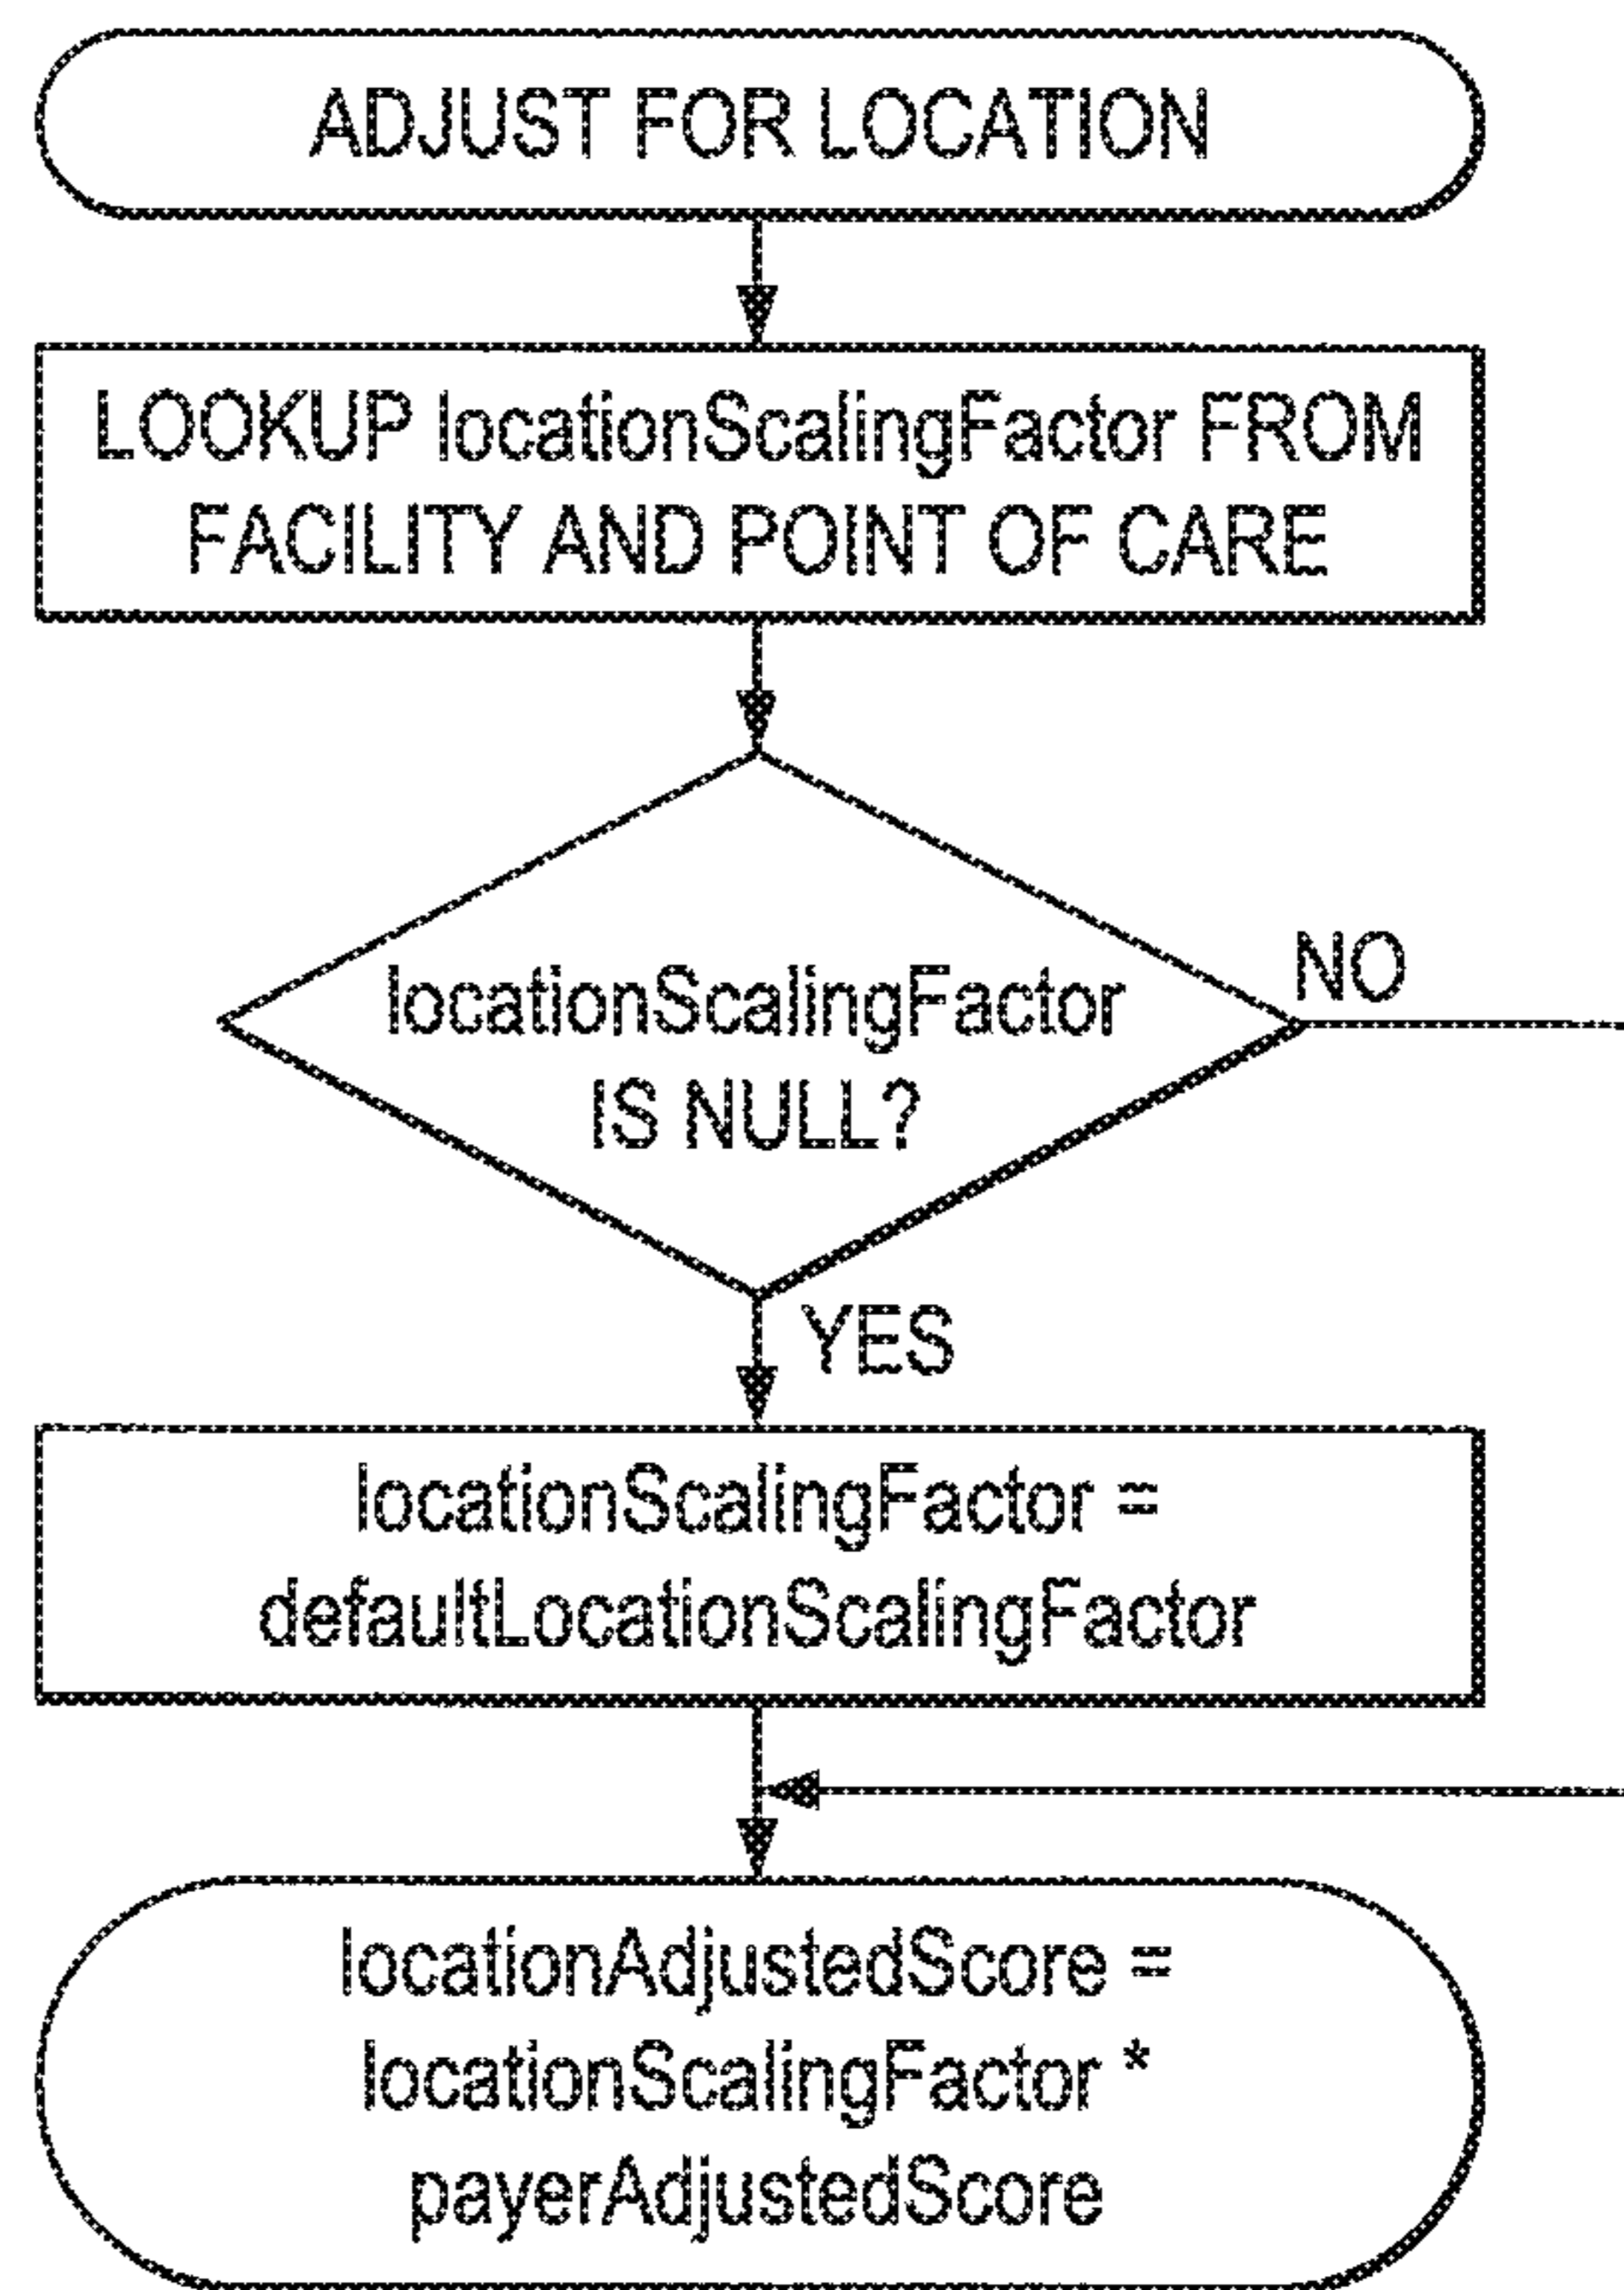 ADJUST FOR LOCATION
LOOKUP locationScalingFactor FROM
FACILITY AND POINT OF CARE
locationScalingFactor
IS NULL?
NO
YES
locationScalingFactor =
defaultLocationScalingFactor
locationAdjustedScore =
locationScalingFactor *
payerAdjustedScore